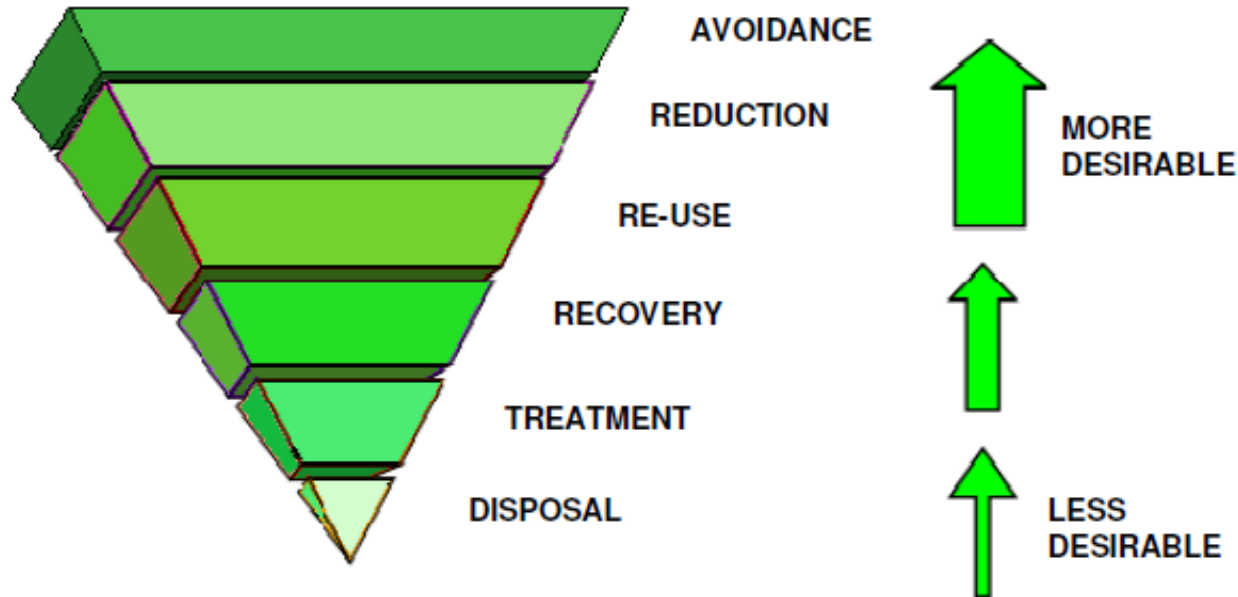 AVOIDANCE
REDUCTION
MORE
DESIRABLE
RE-USE
RECOVERY
TREATMENT
DISPOSAL
LESS
DESIRABLE